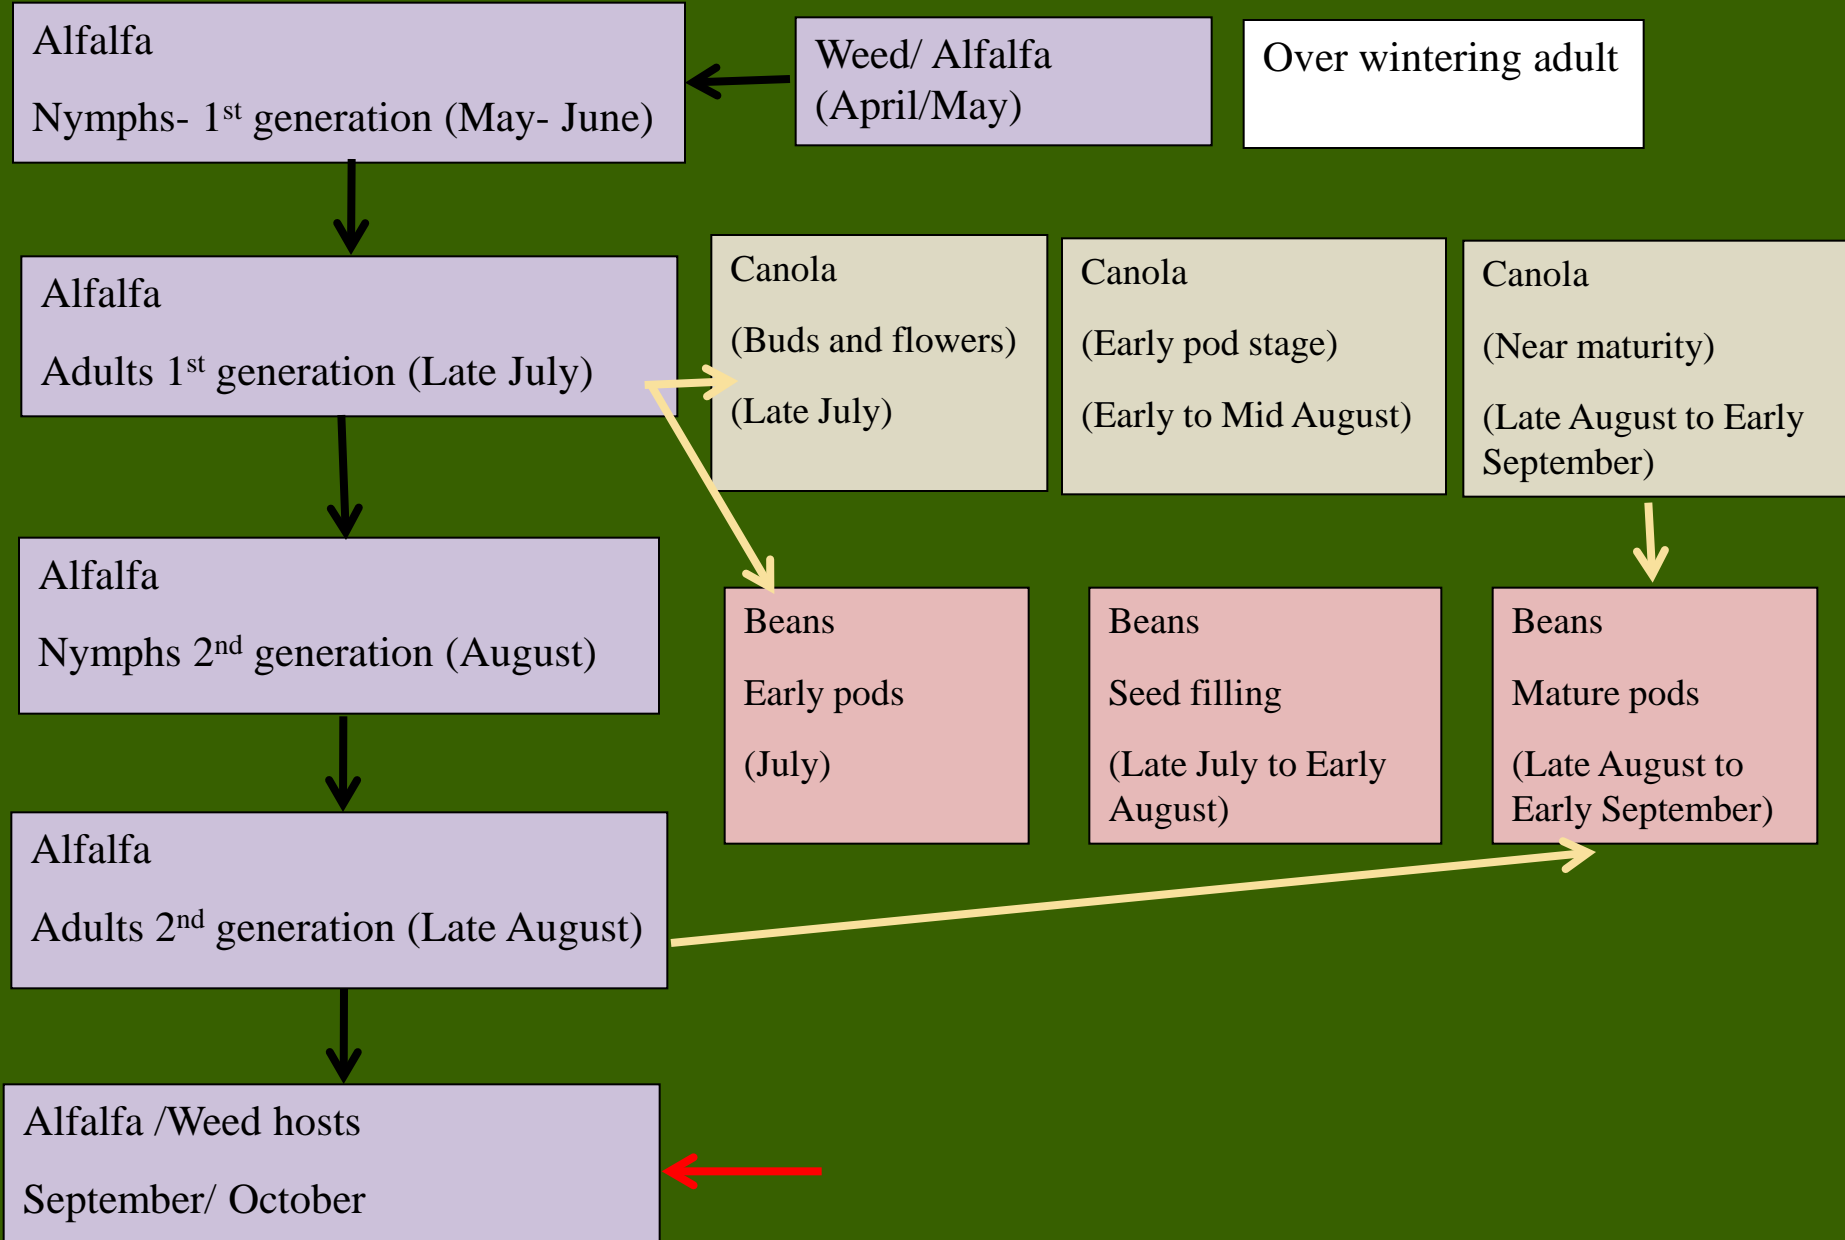 Alfalfa
Nymphs- 1st generation (May- June)
Weed/ Alfalfa
(April/May)
Over wintering adult
Alfalfa
Adults 1st generation (Late July)
Canola
(Buds and flowers)
(Late July)
Canola
(Early pod stage)
(Early to Mid August)
Canola
(Near maturity)
(Late August to Early
September)
Alfalfa
Nymphs 2nd generation (August)
Beans
Early pods
(July)
Beans
Seed filling
(Late July to Early
August)
Beans
Mature pods
(Late August to
Early September)
Alfalfa
Adults 2nd generation (Late August)
Alfalfa /Weed hosts
September/ October